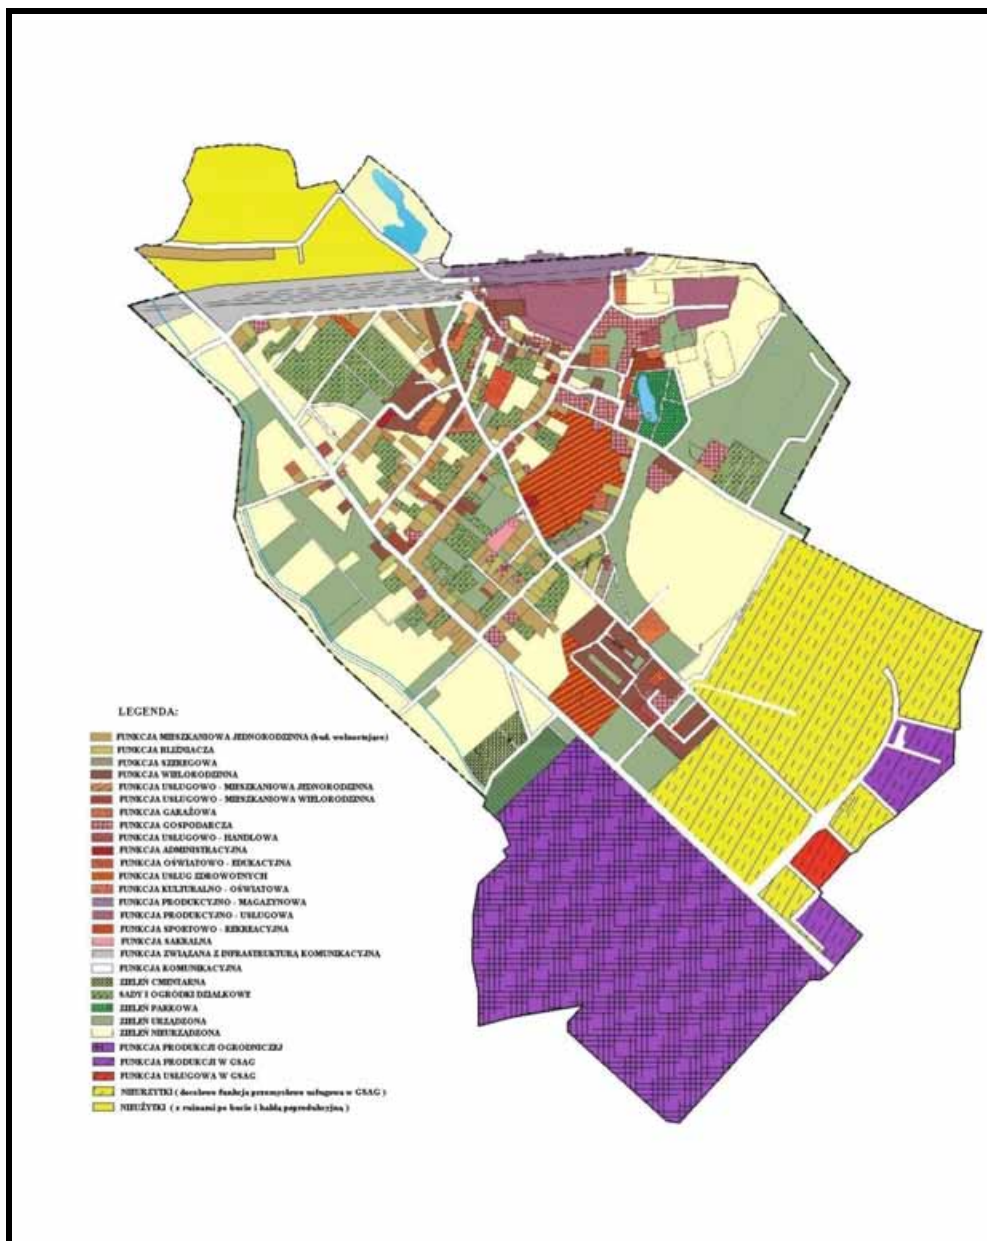 LEGENDA:
FUNKCJA MIESZKANIOWA JEDNORODZINNA (bud. wolnostojące)
FUNKCJA BLIŹNIACZA
FUNKCJA SZEREGOWA
FUNKCJA WIELORODZINNA
FUNKCJA USŁUGOWO - MIESZKANIOWA JEDNORODZINNA
FUNKCJA USŁUGOWO - MIESZKANIOWA WIELORODZINNA
FUNKCJA GARAŻOWA
FUNKCJA GOSPODARCZA
FUNKCJA USŁUGOWO - HANDLOWA
FUNKCJA ADMINISTRACYJNA
FUNKCJA OŚWIATOWO - EDUKACYJNA
FUNKCJA USŁUG ZDROWOTNYCH
FUNKCJA KULTURALNO - OŚWIATOWA
FUNKCJA PRODUKCYJNO - MAGAZYNOWA
FUNKCJA PRODUKCYJNO - USŁUGOWA
FUNKCJA SPORTOWO - REKREACYJNA
FUNKCJA SAKRALNA
FUNKCJA ZWIĄZANA Z INFRASTRUKTURĄ KOMUNIKACYJNĄ
FUNKCJA KOMUNIKACYJNA
ZIELEŃ CMENTARNA
SADY I OGRÓDKI DZIAŁKOWE
ZIELEŃ PARKOWA
ZIELEŃ URZĄDZONA
ZIELEŃ NIEURZĄDZONA
FUNKCJA PRODUKCJI OGRODNICZEJ
FUNKCJA PRODUKCJI W GSAG
FUNKCJA USŁUGOWA W GSAG
( docelowo funkcja przemysłowo usługowa w GSAG )
NIEUŻYTKI ( z ruinami po hucie i hałdą poprodukcyjną )